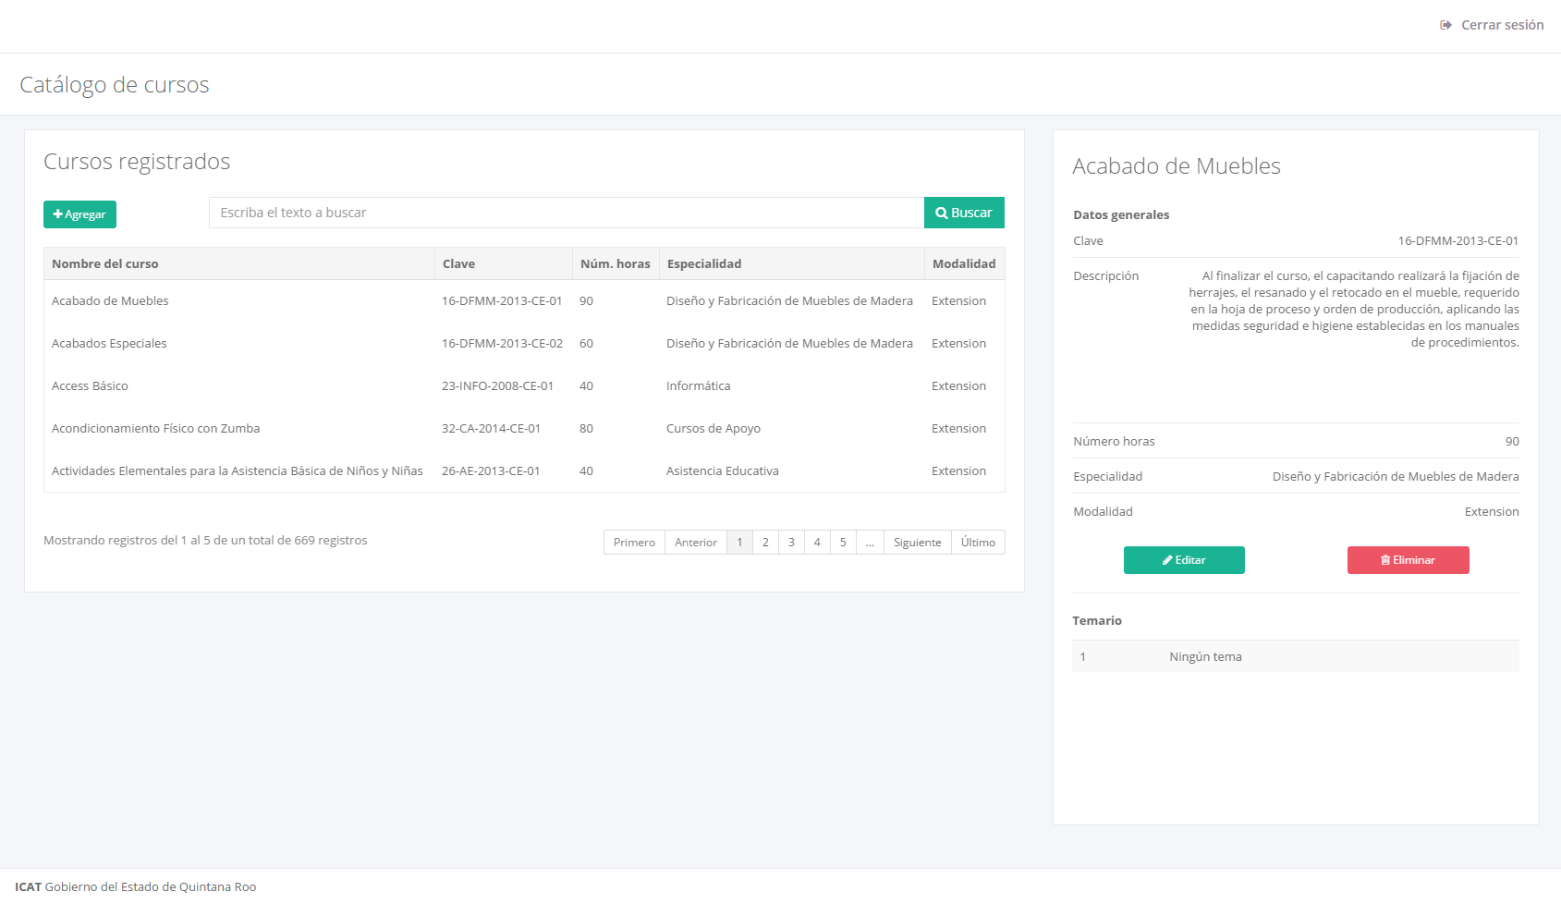 Cerrar sesión
Catálogo de cursos
Cursos registrados
Agregar
Escriba el texto a buscar
Buscar
Nombre del curso Clave Núm. horas Especialidad Modalidad
Acabado de Muebles 16-DFMM-2013-CE-01 90 Diseño y Fabricación de Muebles de Madera Extension
Acabados Especiales 16-DFMM-2013-CE-02 60 Diseño y Fabricación de Muebles de Madera Extension
Access Básico 23-INFO-2008-CE-01 40 Informática Extension
Acondicionamiento Físico con Zumba 32-CA-2014-CE-01 80 Cursos de Apoyo Extension
Actividades Elementales para la Asistencia Básica de Niños y Niñas 26-AE-2013-CE-01 40 Asistencia Educativa Extension
Mostrando registros del 1 al 5 de un total de 669 registros
Primero Anterior 1 2 3 4 5 ... Siguiente Último
Acabado de Muebles
Datos generales
Clave 16-DFMM-2013-CE-01
Descripción Al finalizar el curso, el capacitando realizará la fijación de
herrajes, el resanado y el retocado en el mueble, requerido
en la hoja de proceso y orden de producción, aplicando las
medidas seguridad e higiene establecidas en los manuales
de procedimientos.
Número horas 90
Especialidad Diseño y Fabricación de Muebles de Madera
Modalidad Extension
Editar Eliminar
Temario
1 Ningún tema
ICAT Gobierno del Estado de Quintana Roo